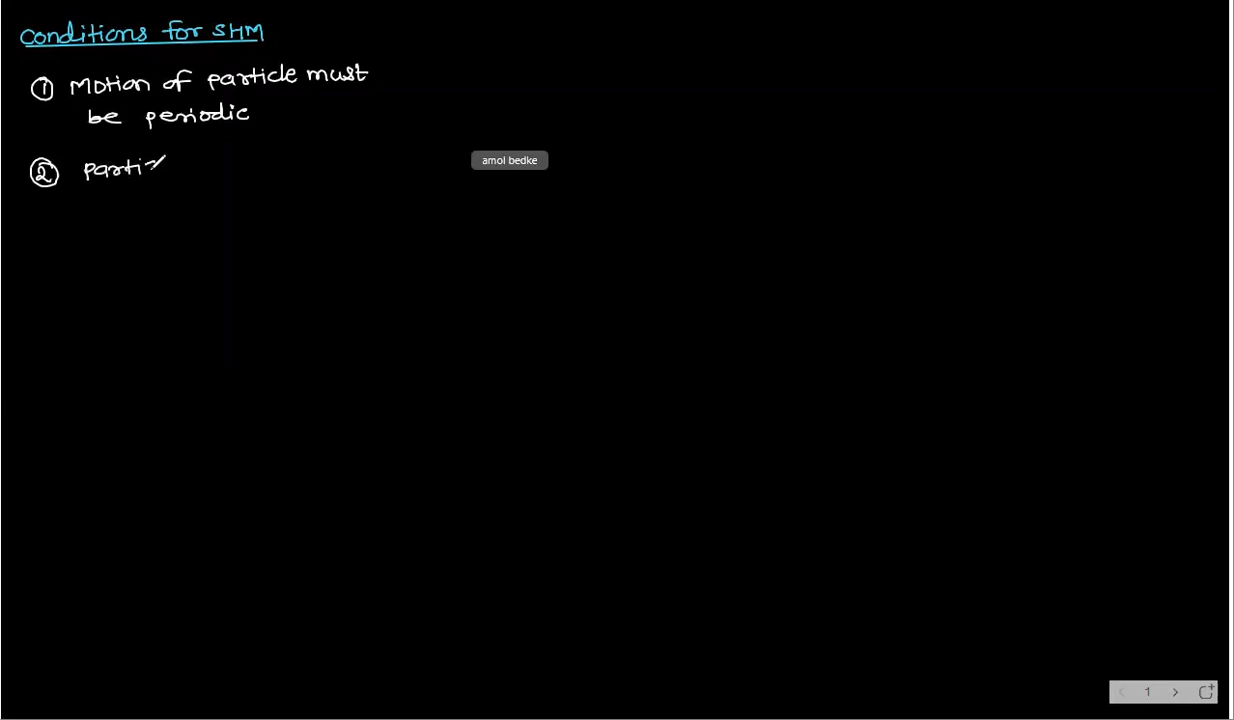 Conditions for SHM
① Motion of particle must
be periodic
② parti
amol bedke
1